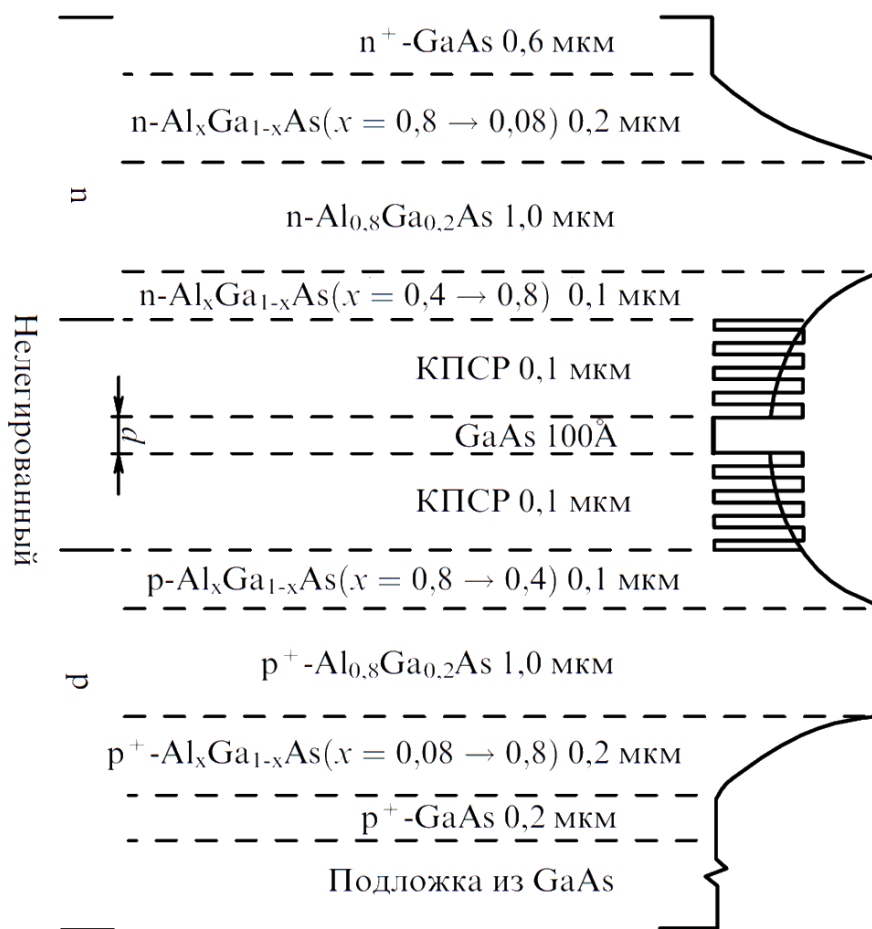 n⁺-GaAs 0,6 мкм
n-AlₓGa₁₋ₓAs(x = 0,8 → 0,08) 0,2 мкм
n
n-Al₀,₈Ga₀,₂As 1,0 мкм
n-AlₓGa₁₋ₓAs(x = 0,4 → 0,8) 0,1 мкм
Нелегированный
КПСР 0,1 мкм
d
GaAs 100Å
КПСР 0,1 мкм
p-AlₓGa₁₋ₓAs(x = 0,8 → 0,4) 0,1 мкм
p
p⁺-Al₀,₈Ga₀,₂As 1,0 мкм
p⁺-AlₓGa₁₋ₓAs(x = 0,08 → 0,8) 0,2 мкм
p⁺-GaAs 0,2 мкм
Подложка из GaAs